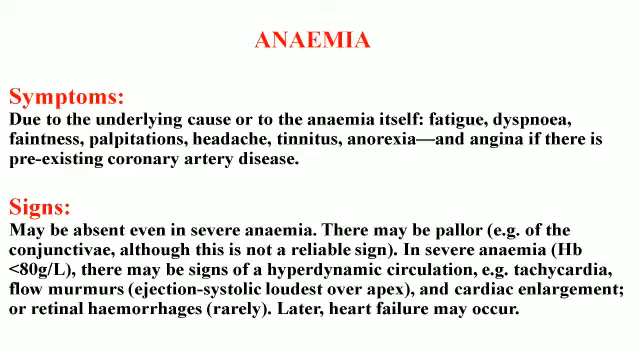 ANAEMIA
Symptoms:
Due to the underlying cause or to the anaemia itself: fatigue, dyspnoea,
faintness, palpitations, headache, tinnitus, anorexia—and angina if there is
pre-existing coronary artery disease.
Signs:
May be absent even in severe anaemia. There may be pallor (e.g. of the
conjunctivae, although this is not a reliable sign). In severe anaemia (Hb
<80g/L), there may be signs of a hyperdynamic circulation, e.g. tachycardia,
flow murmurs (ejection-systolic loudest over apex), and cardiac enlargement;
or retinal haemorrhages (rarely). Later, heart failure may occur.